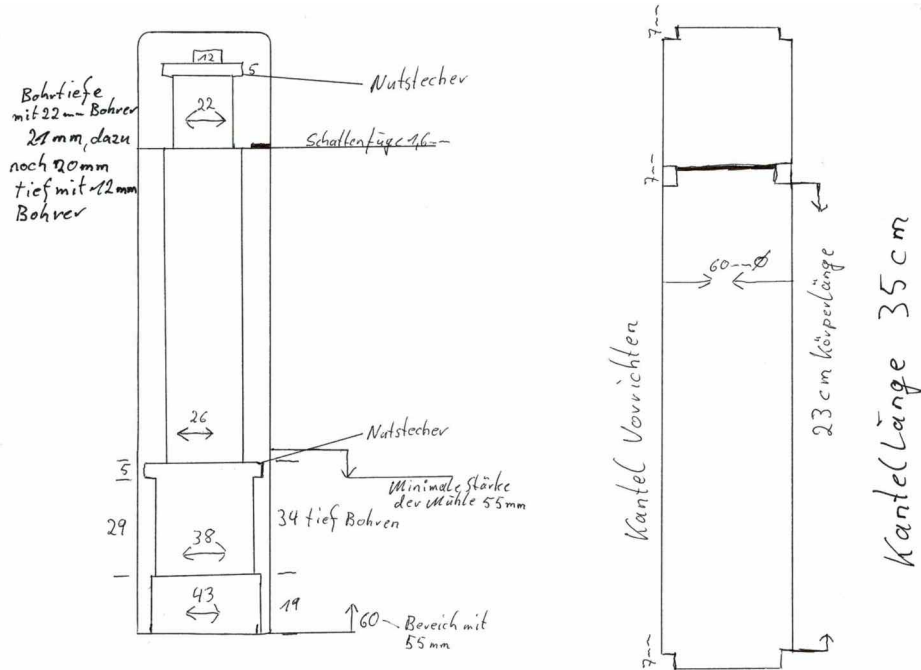 12
5
Nutstecher
Bohrtiefe
mit 22mm Bohrer
21mm, dazu
noch 20mm
tief mit 12mm
Bohrer
22
Schattenfuge 1,6mm
26
Nutstecher
5
Minimale Stärke
der Mühle 55mm
29
34 tief Bohren
38
43
19
60mm Bereich mit
55mm
7mm
7mm
60mm Ø
Kantel Vorrichten
23cm Körperlänge
Kantellänge 35cm
7mm